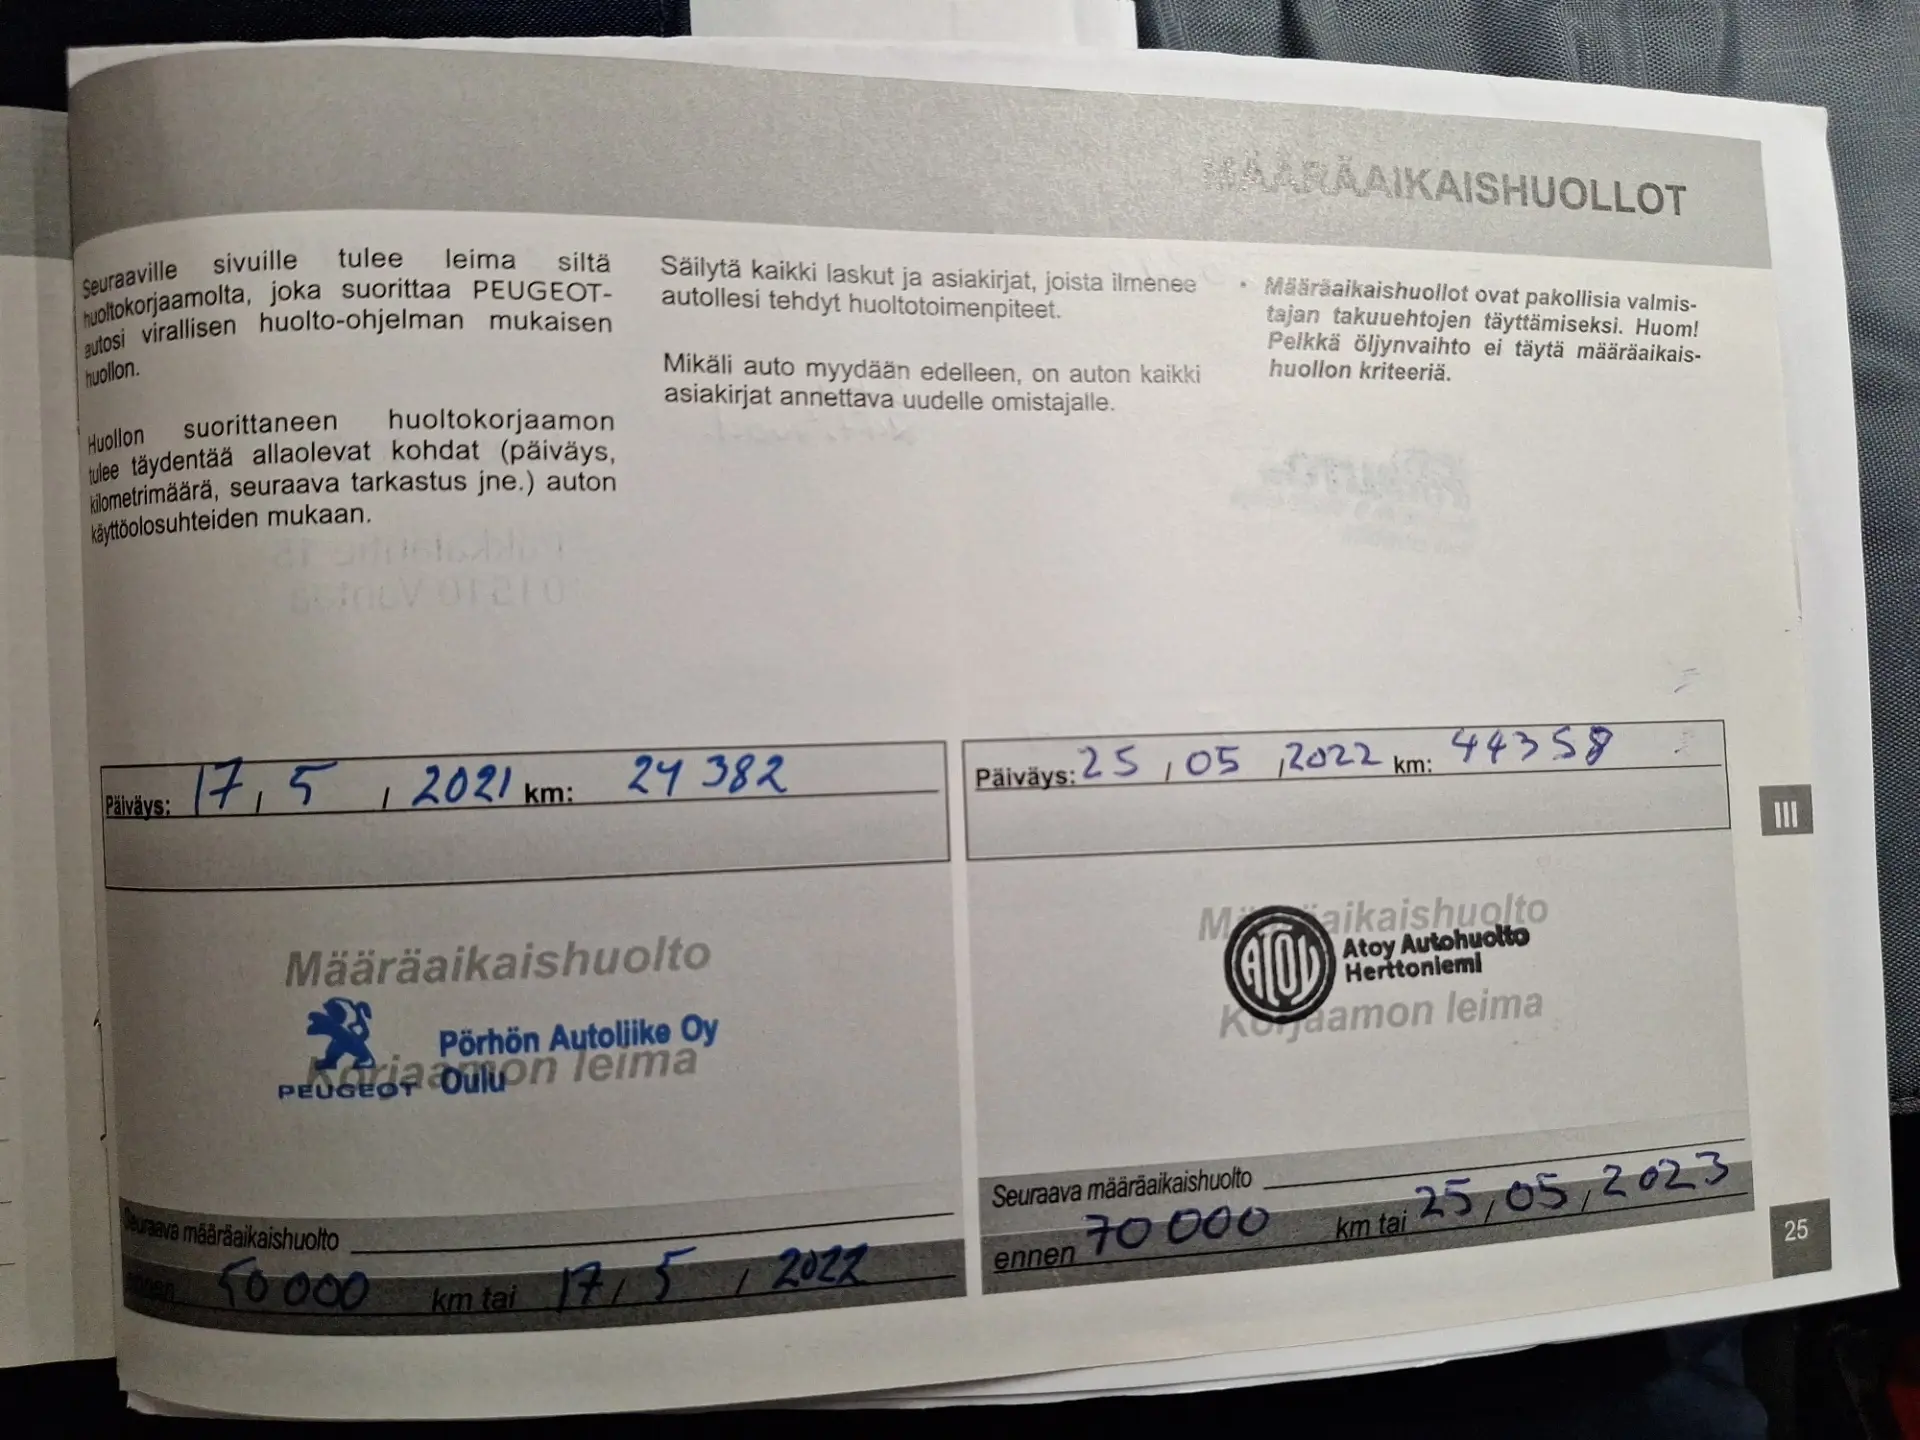 MÄÄRÄAIKAISHUOLLOT
Seuraaville sivuille tulee leima siltä
huoltokorjaamolta, joka suorittaa PEUGEOT-
autosi virallisen huolto-ohjelman mukaisen
huollon.
Huollon suorittaneen huoltokorjaamon
tulee täydentää allaolevat kohdat (päiväys,
kilometrimäärä, seuraava tarkastus jne.) auton
käyttöolosuhteiden mukaan.
Säilytä kaikki laskut ja asiakirjat, joista ilmenee
autollesi tehdyt huoltotoimenpiteet.
Mikäli auto myydään edelleen, on auton kaikki
asiakirjat annettava uudelle omistajalle.
• Määräaikaishuollot ovat pakollisia valmis-
tajan takuuehtojen täyttämiseksi. Huom!
Pelkkä öljynvaihto ei täytä määräaikais-
huollon kriteeriä.
Päiväys: 17, 5, 2021 km: 24 382
Määräaikaishuolto
Korjaamon leima
PEUGEOT
Pörhön Autoliike Oy
Oulu
Seuraava määräaikaishuolto
ennen 50 000 km tai 17, 5, 2022
Päiväys: 25, 05, 2022 km: 44358
Määräaikaishuolto
Korjaamon leima
ATOY
Atoy Autohuolto
Herttoniemi
Seuraava määräaikaishuolto
ennen 70 000 km tai 25, 05, 2023
III
25